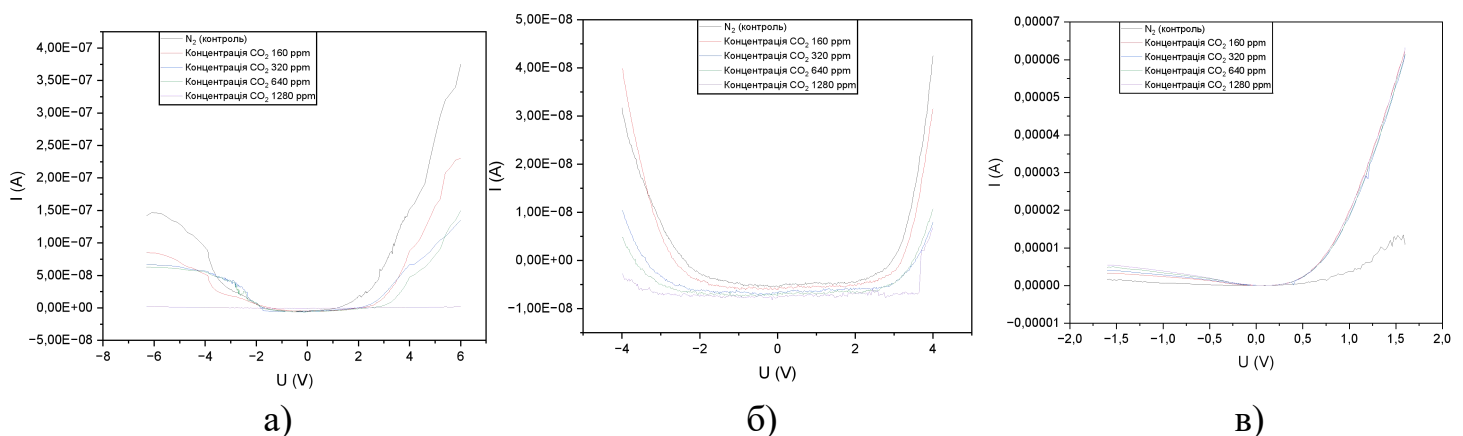 4,00E−07
3,50E−07
3,00E−07
2,50E−07
2,00E−07
1,50E−07
1,00E−07
5,00E−08
0,00E+00
−5,00E−08
I (A)
N₂ (контроль)
Концентрація CO₂ 160 ppm
Концентрація CO₂ 320 ppm
Концентрація CO₂ 640 ppm
Концентрація CO₂ 1280 ppm
−8 −6 −4 −2 0 2 4 6
U (V)
а)
5,00E−08
4,00E−08
3,00E−08
2,00E−08
1,00E−08
0,00E+00
−1,00E−08
I (A)
N₂ (контроль)
Концентрація CO₂ 160 ppm
Концентрація CO₂ 320 ppm
Концентрація CO₂ 640 ppm
Концентрація CO₂ 1280 ppm
−4 −2 0 2 4
U (V)
б)
0,00007
0,00006
0,00005
0,00004
0,00003
0,00002
0,00001
0,00000
−0,00001
I (A)
N₂ (контроль)
Концентрація CO₂ 160 ppm
Концентрація CO₂ 320 ppm
Концентрація CO₂ 640 ppm
Концентрація CO₂ 1280 ppm
−2,0 −1,5 −1,0 −0,5 0,0 0,5 1,0 1,5 2,0
U (V)
в)